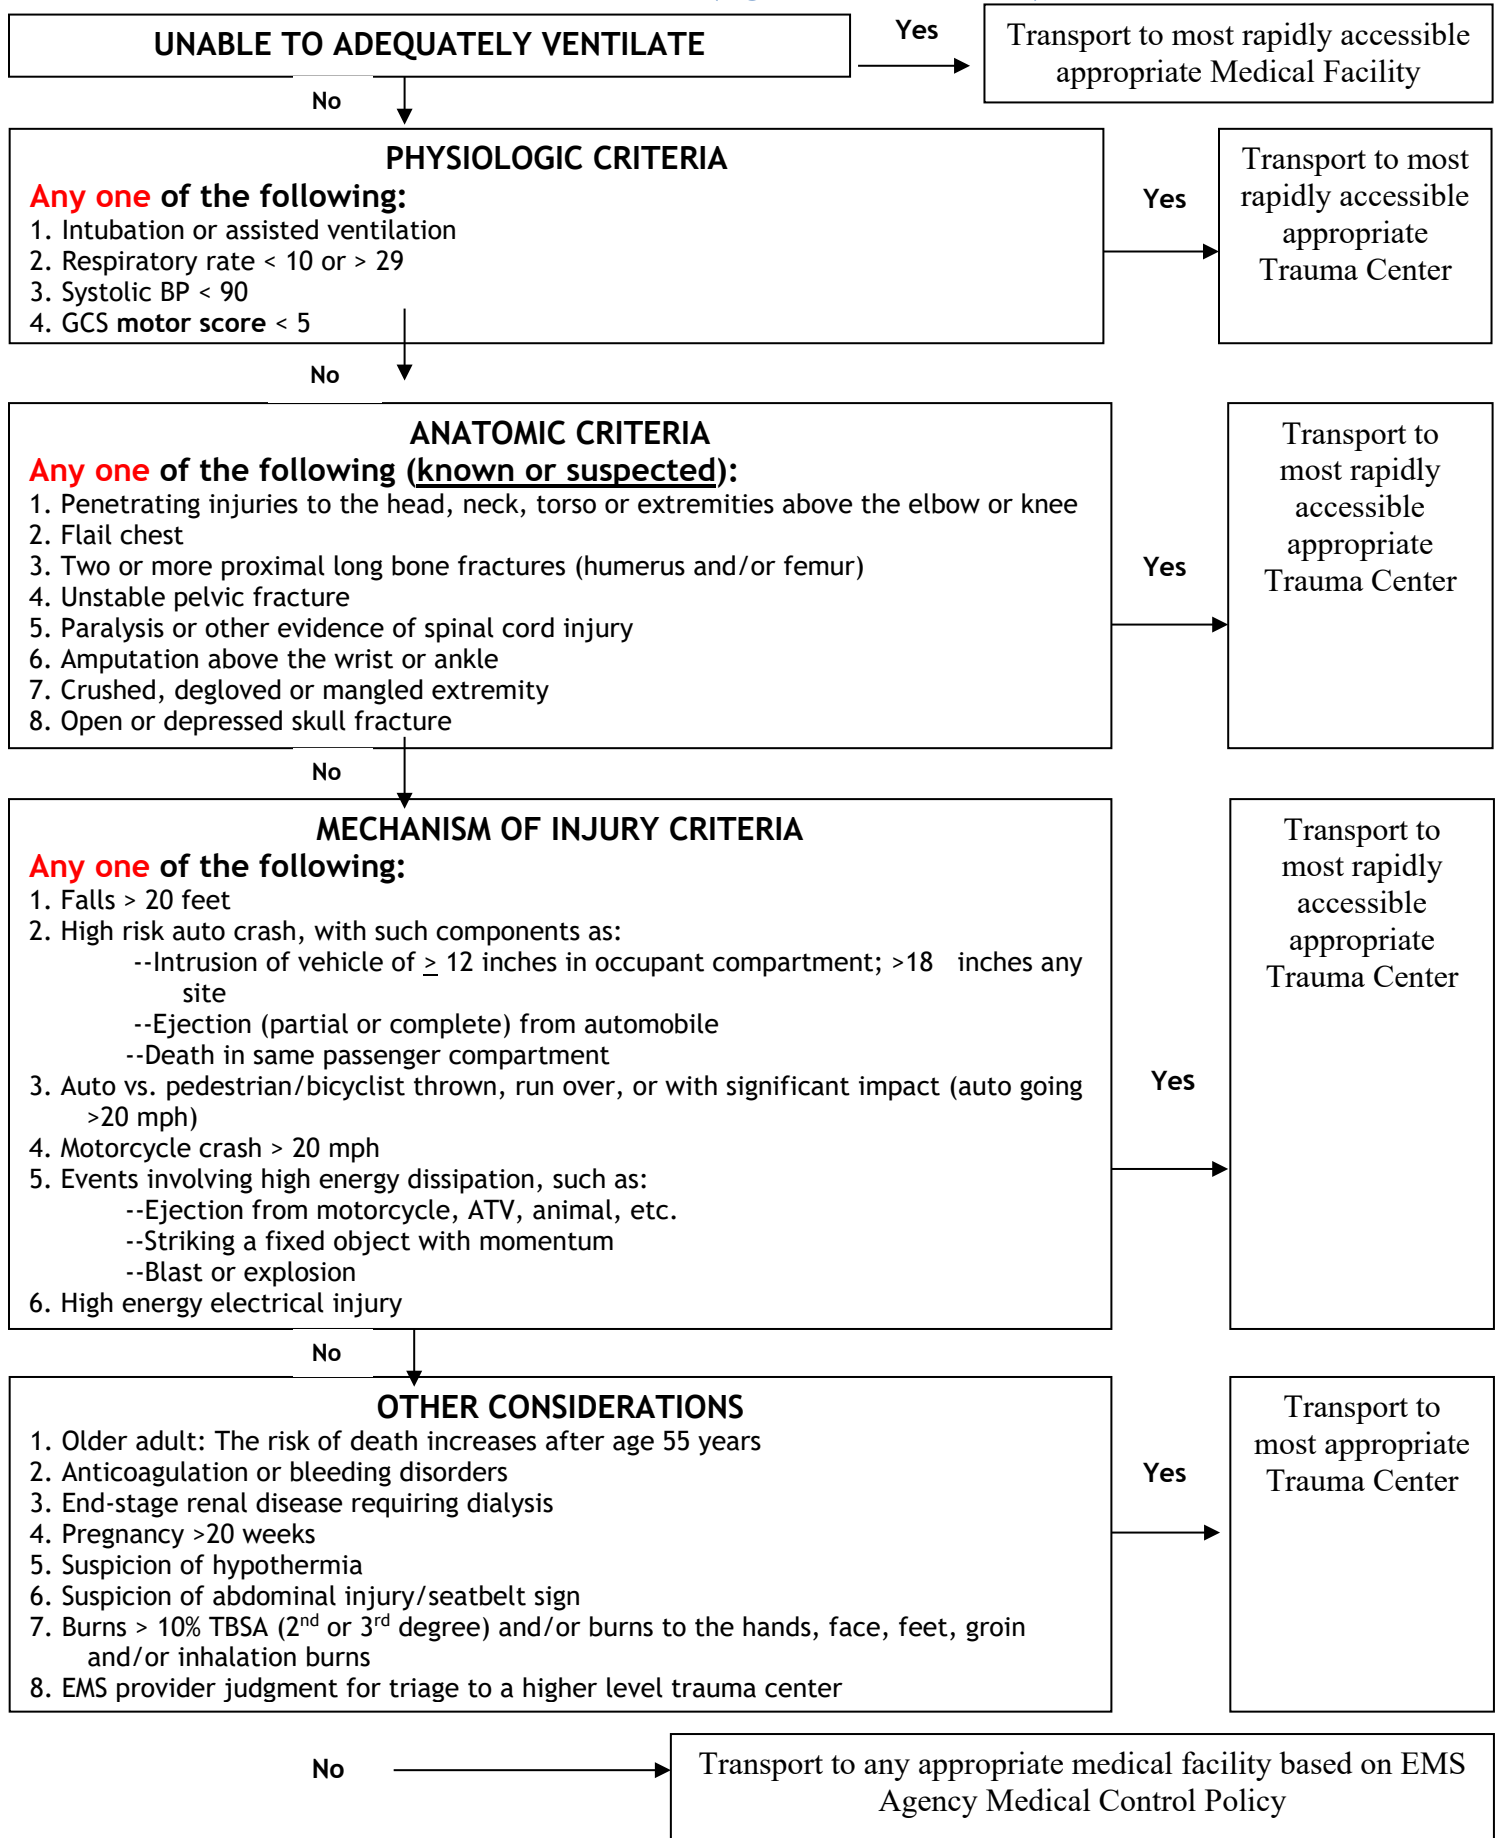 UNABLE TO ADEQUATELY VENTILATE
Yes
Transport to most rapidly accessible
appropriate Medical Facility
No
PHYSIOLOGIC CRITERIA
Any one of the following:
1. Intubation or assisted ventilation
2. Respiratory rate < 10 or > 29
3. Systolic BP < 90
4. GCS motor score < 5
Yes
Transport to most
rapidly accessible
appropriate
Trauma Center
No
ANATOMIC CRITERIA
Any one of the following (known or suspected):
1. Penetrating injuries to the head, neck, torso or extremities above the elbow or knee
2. Flail chest
3. Two or more proximal long bone fractures (humerus and/or femur)
4. Unstable pelvic fracture
5. Paralysis or other evidence of spinal cord injury
6. Amputation above the wrist or ankle
7. Crushed, degloved or mangled extremity
8. Open or depressed skull fracture
Yes
Transport to
most rapidly
accessible
appropriate
Trauma Center
No
MECHANISM OF INJURY CRITERIA
Any one of the following:
1. Falls > 20 feet
2. High risk auto crash, with such components as:
--Intrusion of vehicle of ≥ 12 inches in occupant compartment; >18 inches any
site
--Ejection (partial or complete) from automobile
--Death in same passenger compartment
3. Auto vs. pedestrian/bicyclist thrown, run over, or with significant impact (auto going
>20 mph)
4. Motorcycle crash > 20 mph
5. Events involving high energy dissipation, such as:
--Ejection from motorcycle, ATV, animal, etc.
--Striking a fixed object with momentum
--Blast or explosion
6. High energy electrical injury
Yes
Transport to
most rapidly
accessible
appropriate
Trauma Center
No
OTHER CONSIDERATIONS
1. Older adult: The risk of death increases after age 55 years
2. Anticoagulation or bleeding disorders
3. End-stage renal disease requiring dialysis
4. Pregnancy >20 weeks
5. Suspicion of hypothermia
6. Suspicion of abdominal injury/seatbelt sign
7. Burns > 10% TBSA (2nd or 3rd degree) and/or burns to the hands, face, feet, groin
and/or inhalation burns
8. EMS provider judgment for triage to a higher level trauma center
Yes
Transport to
most appropriate
Trauma Center
No
Transport to any appropriate medical facility based on EMS
Agency Medical Control Policy